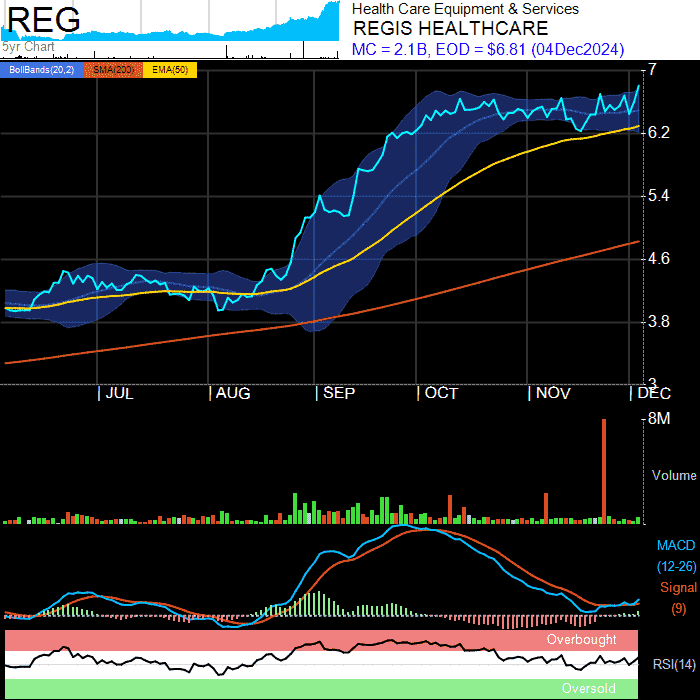 REG
5yr Chart
Health Care Equipment & Services
REGIS HEALTHCARE
MC = 2.1B, EOD = $6.81 (04Dec2024)
BollBands(20,2) SMA(200) EMA(50)
7
6.2
5.4
4.6
3.8
3
JUL AUG SEP OCT NOV DEC
8M
Volume
MACD
(12-26)
Signal
(9)
Overbought
RSI(14)
Oversold